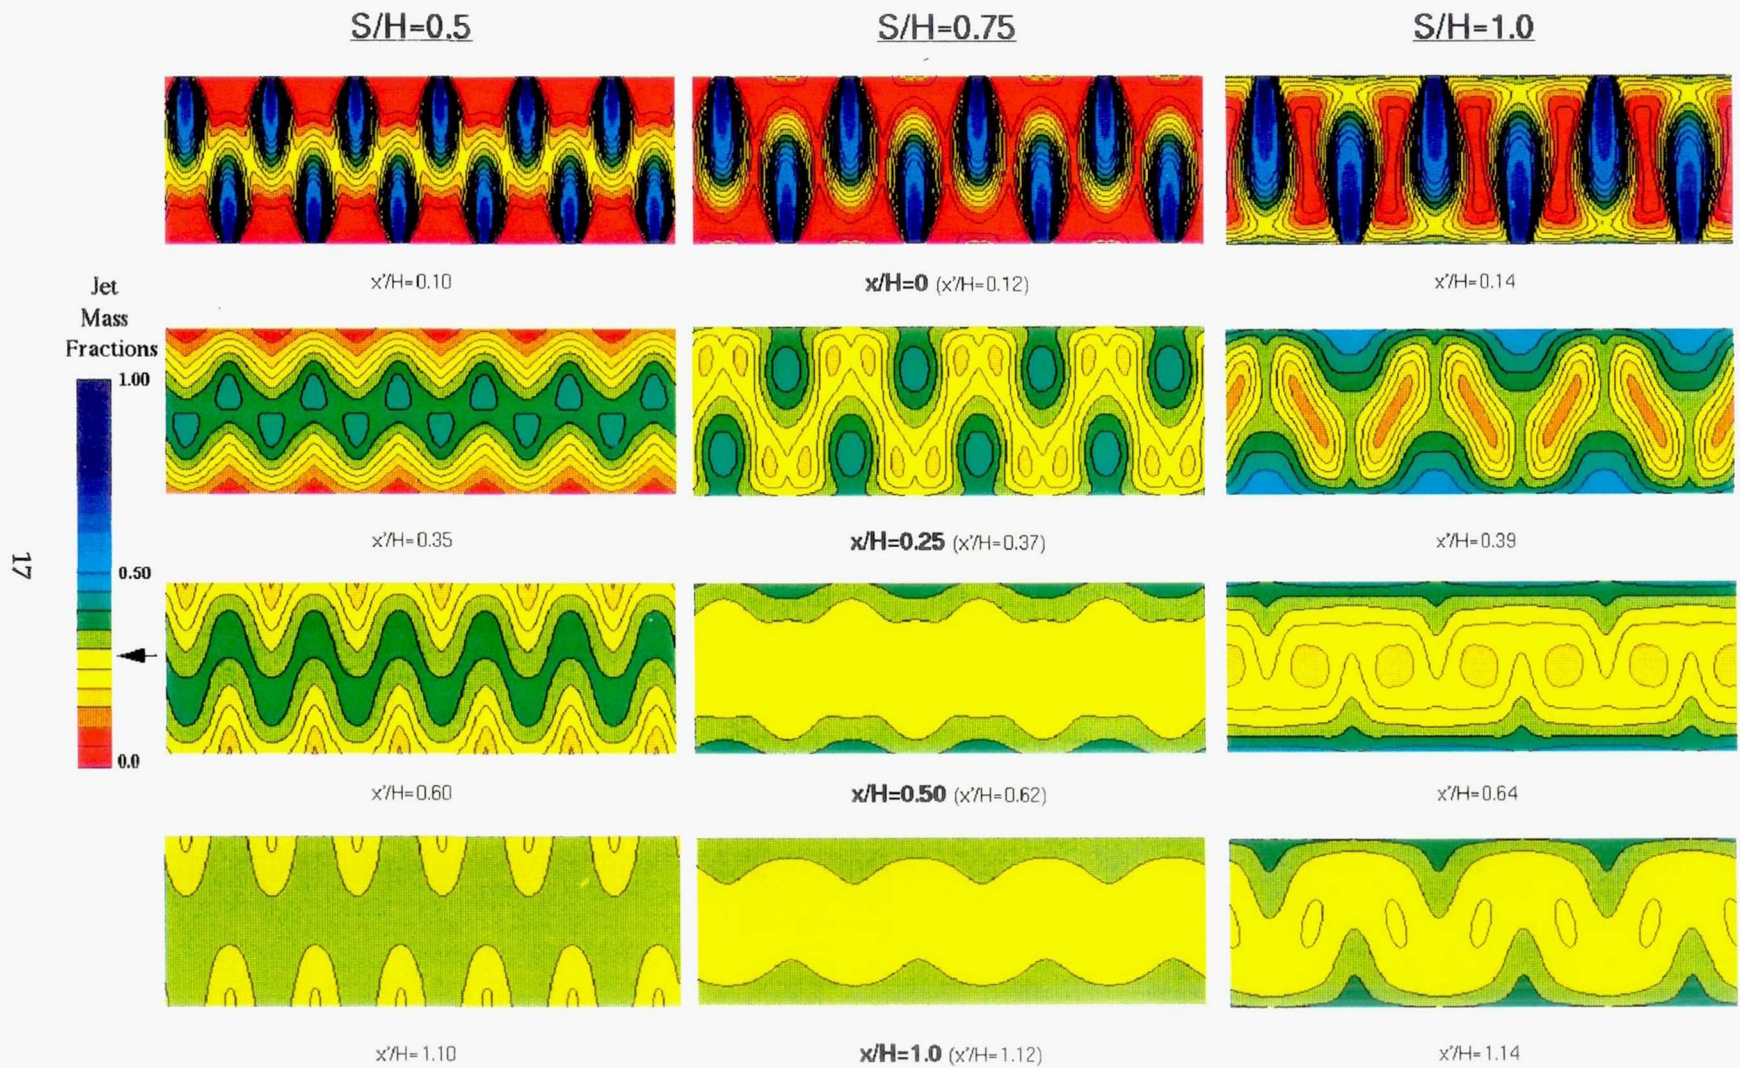 S/H=0.5
S/H=0.75
S/H=1.0
x'/H=0.10
x/H=0 (x'/H=0.12)
x'/H=0.14
Jet
Mass
Fractions
1.00
0.50
0.0
x'/H=0.35
x/H=0.25 (x'/H=0.37)
x'/H=0.39
17
x'/H=0.60
x/H=0.50 (x'/H=0.62)
x'/H=0.64
x'/H=1.10
x/H=1.0 (x'/H=1.12)
x'/H=1.14